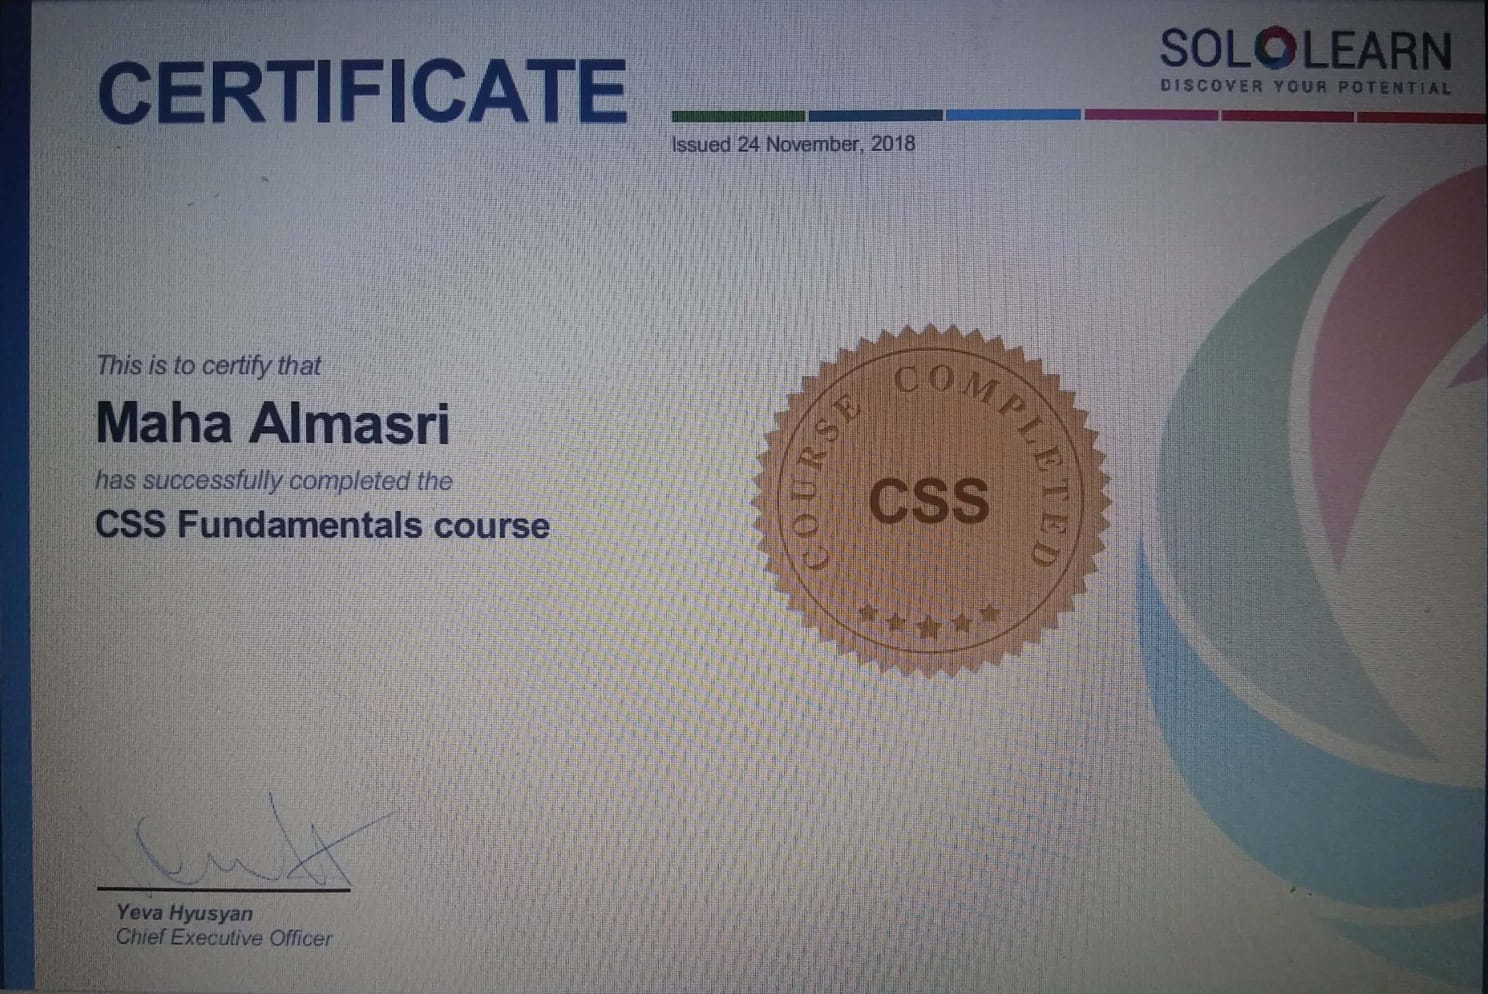 CERTIFICATE
SOLOLEARN
DISCOVER YOUR POTENTIAL
Issued 24 November, 2018
This is to certify that
Maha Almasri
has successfully completed the
CSS Fundamentals course
COURSE COMPLETED
CSS
Yeva Hyusyan
Chief Executive Officer